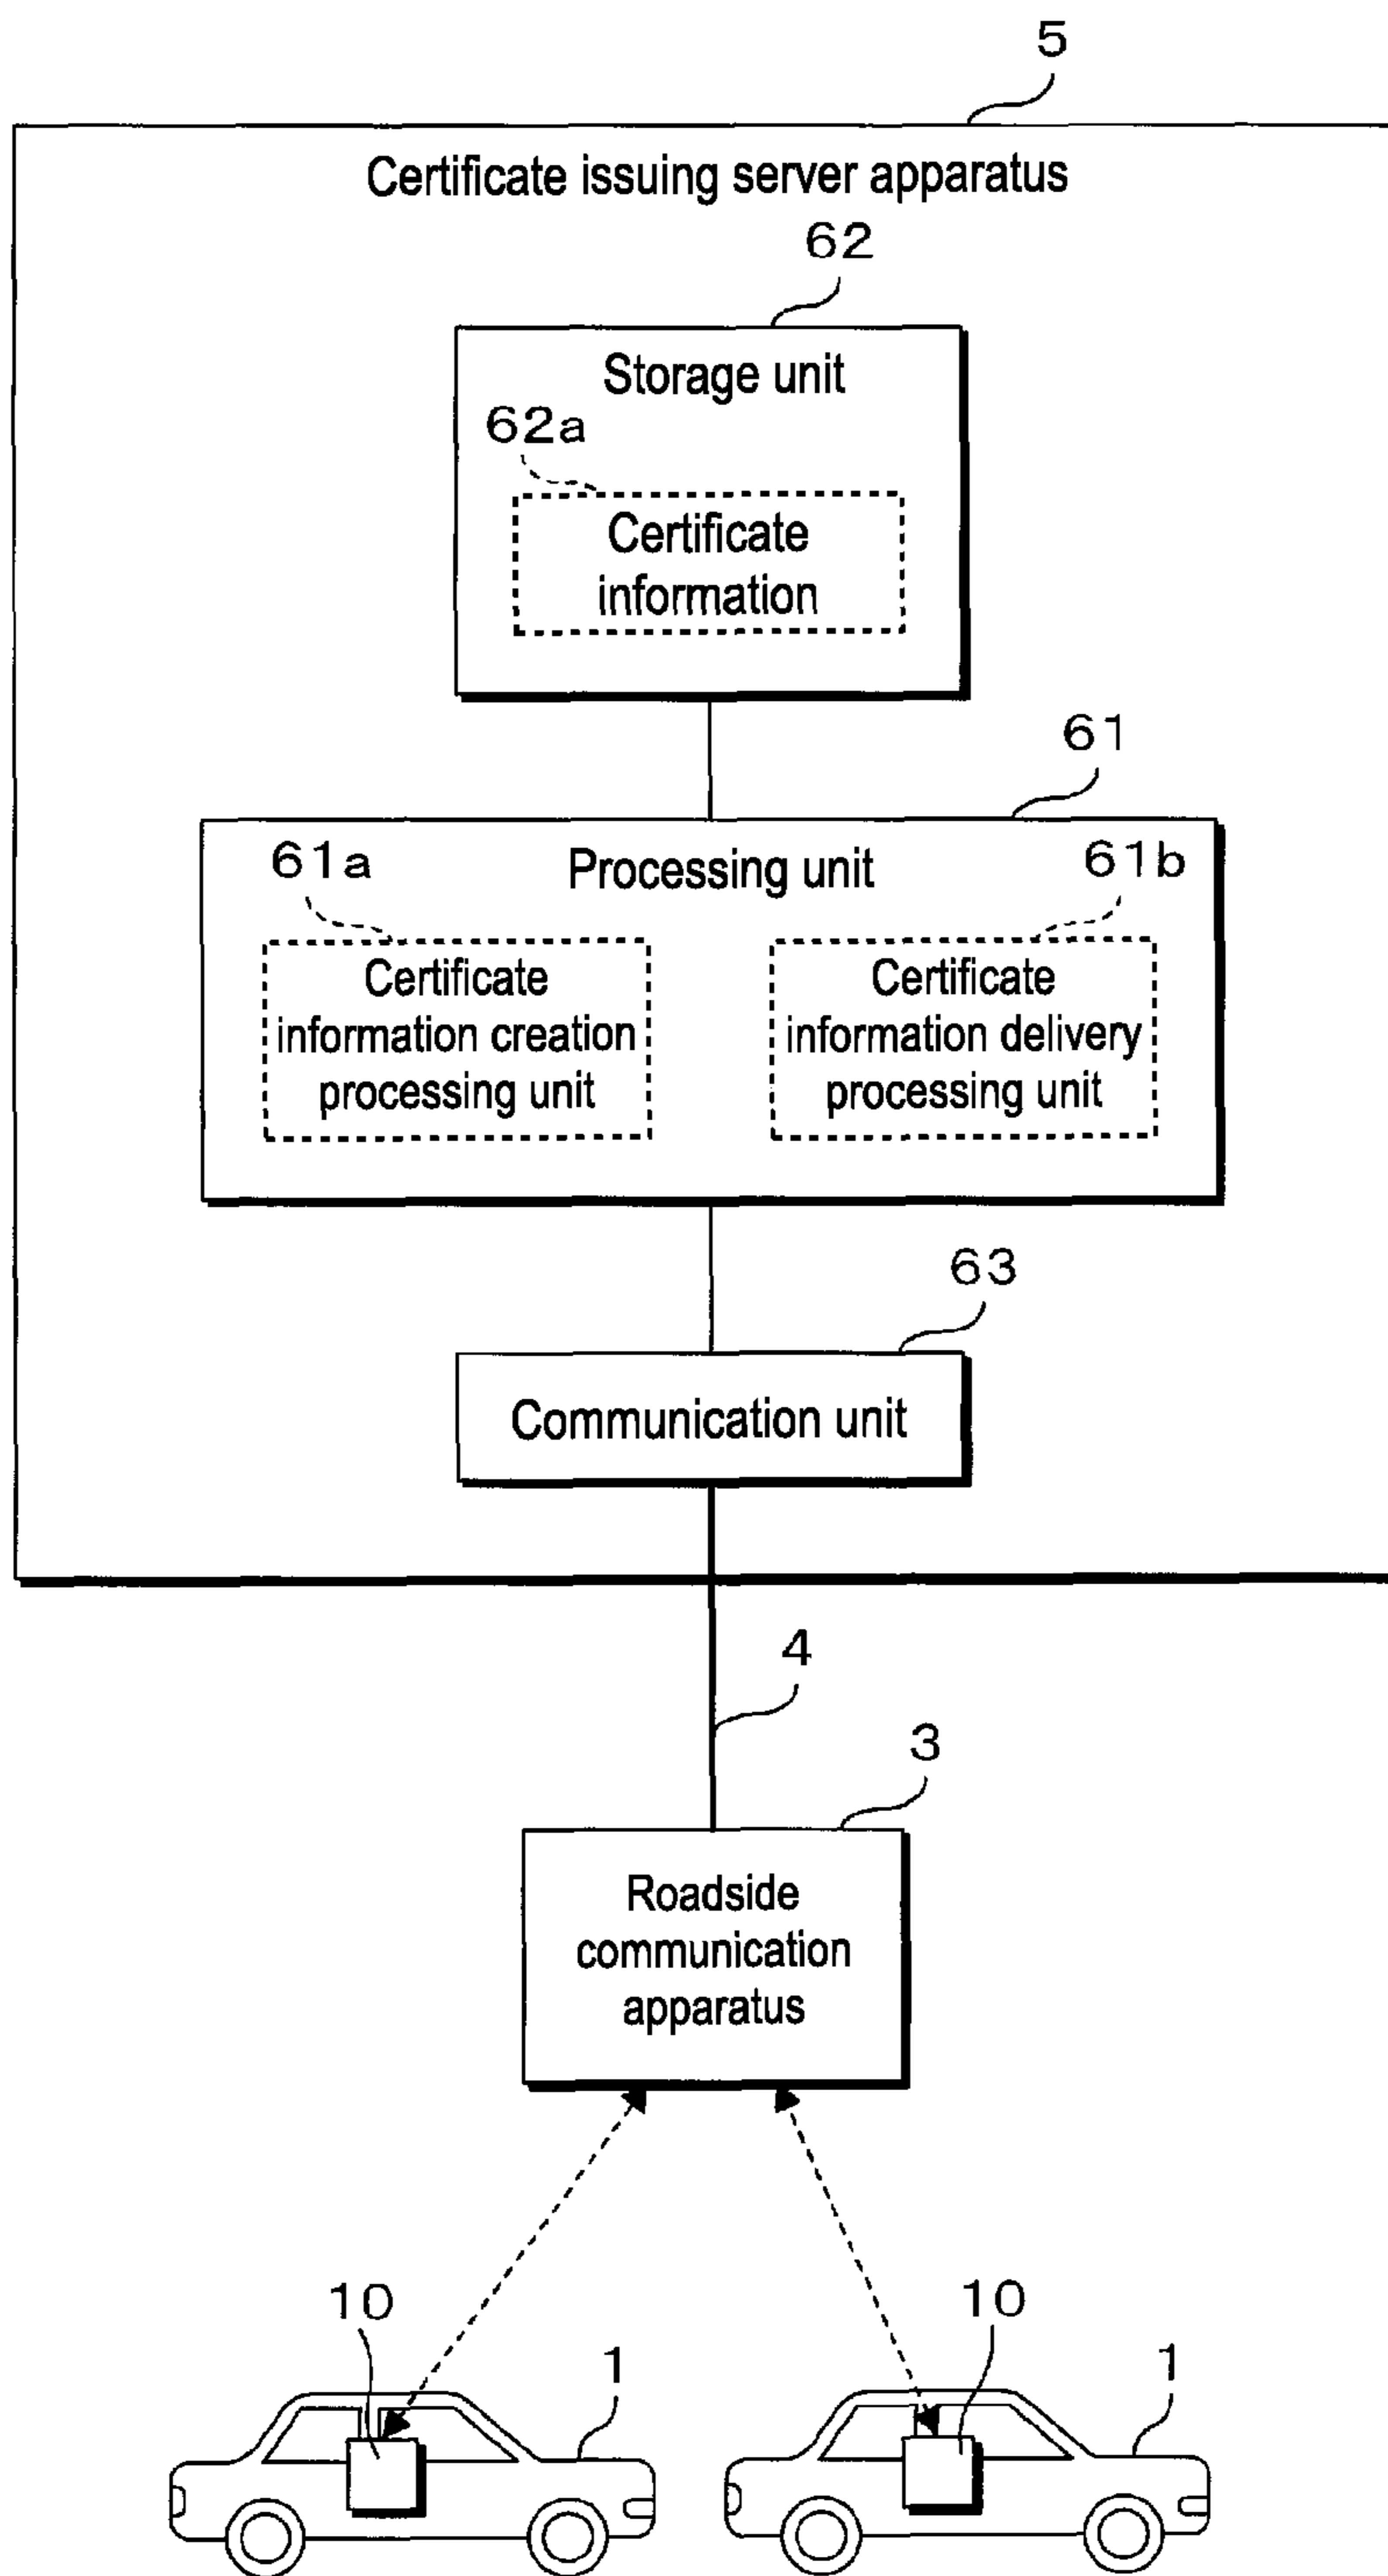 5
Certificate issuing server apparatus
62
Storage unit
62a
Certificate
information
61
61a
Processing unit
61b
Certificate
information creation
processing unit
Certificate
information delivery
processing unit
63
Communication unit
4
3
Roadside
communication
apparatus
10
1
10
1